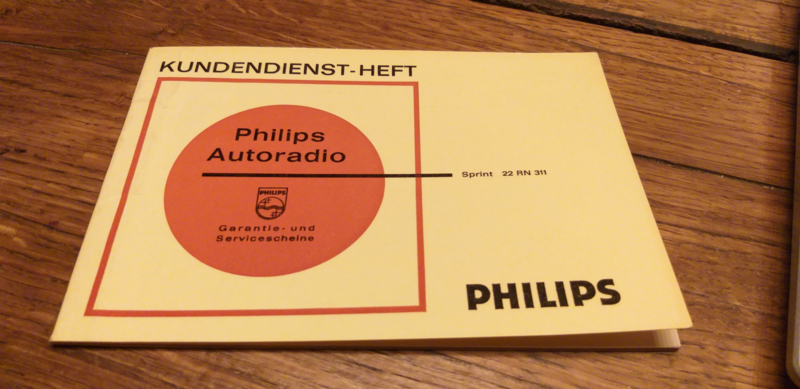 KUNDENDIENST-HEFT
Philips
Autoradio
Sprint 22 RN 311
PHILIPS
Garantie- und
Servicescheine
PHILIPS